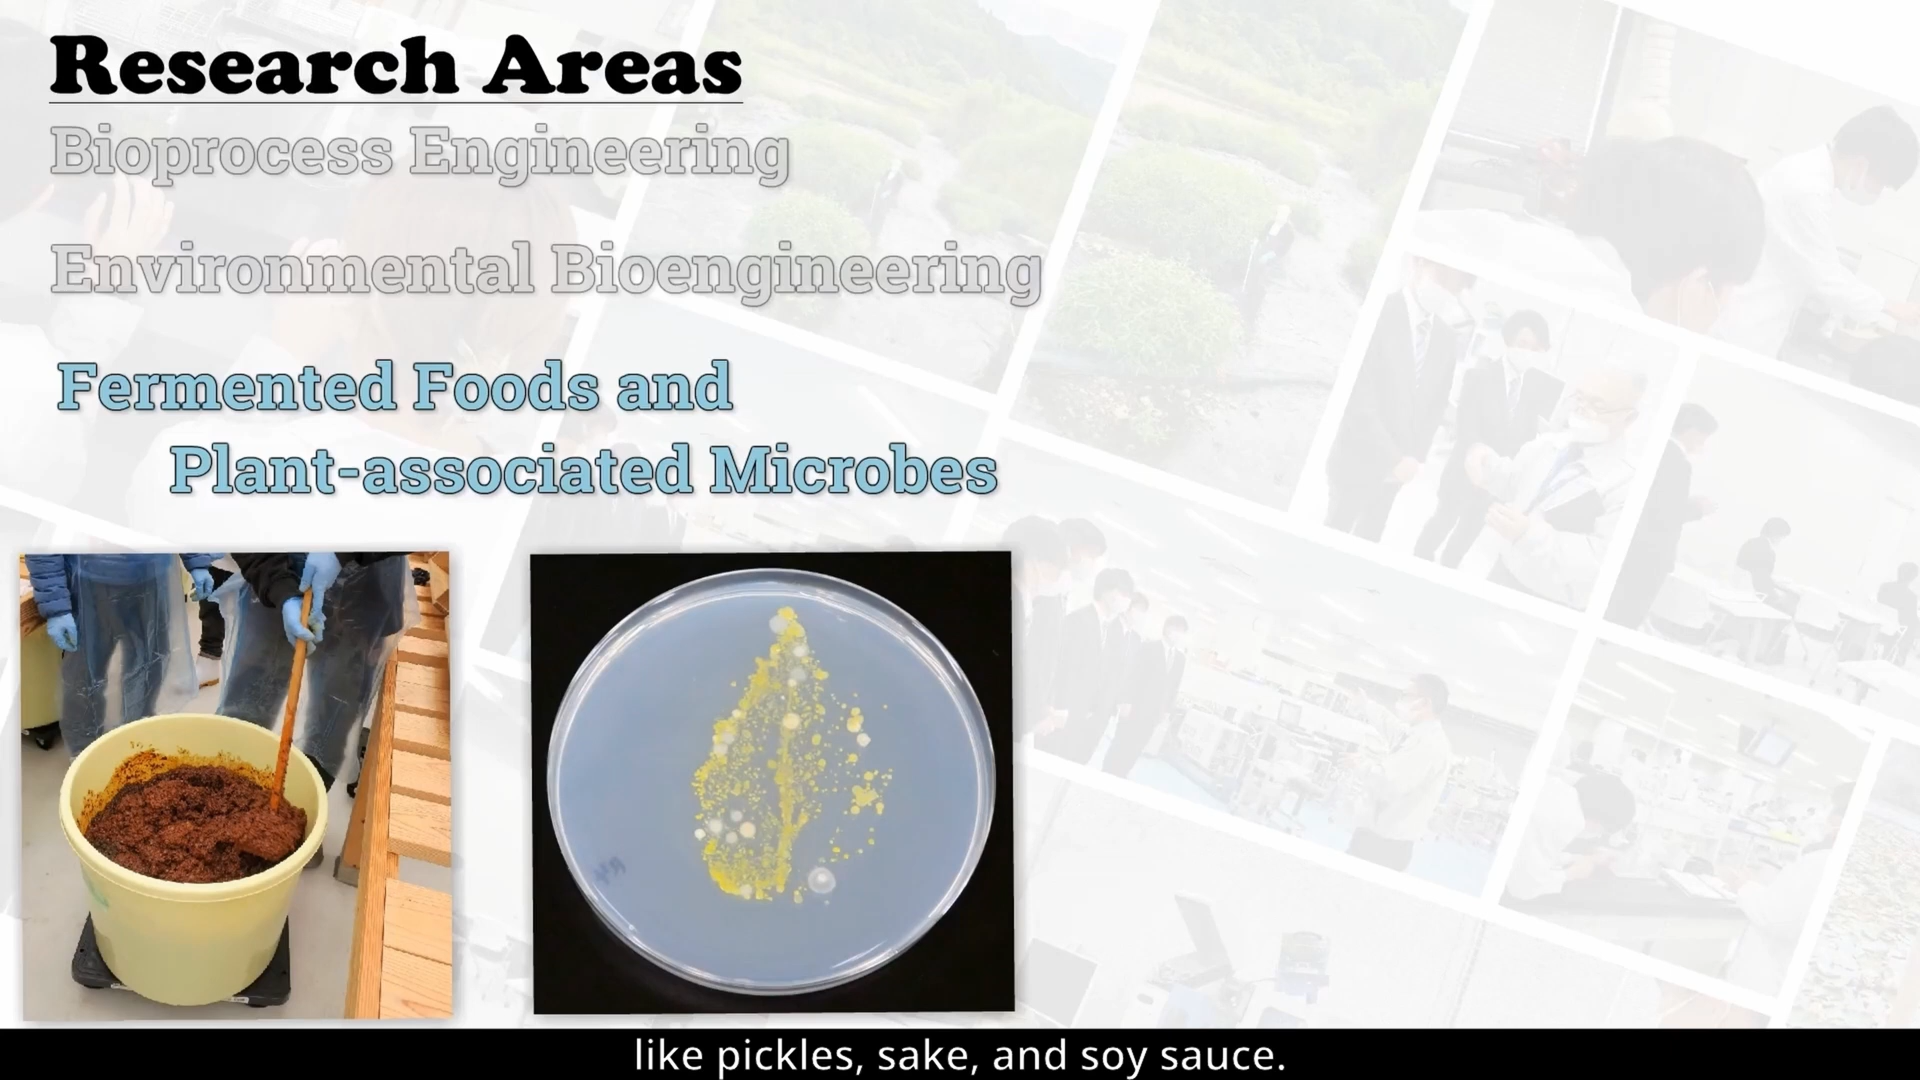 Research Areas
Bioprocess Engineering
Environmental Bioengineering
Fermented Foods and
Plant-associated Microbes
like pickles, sake, and soy sauce.